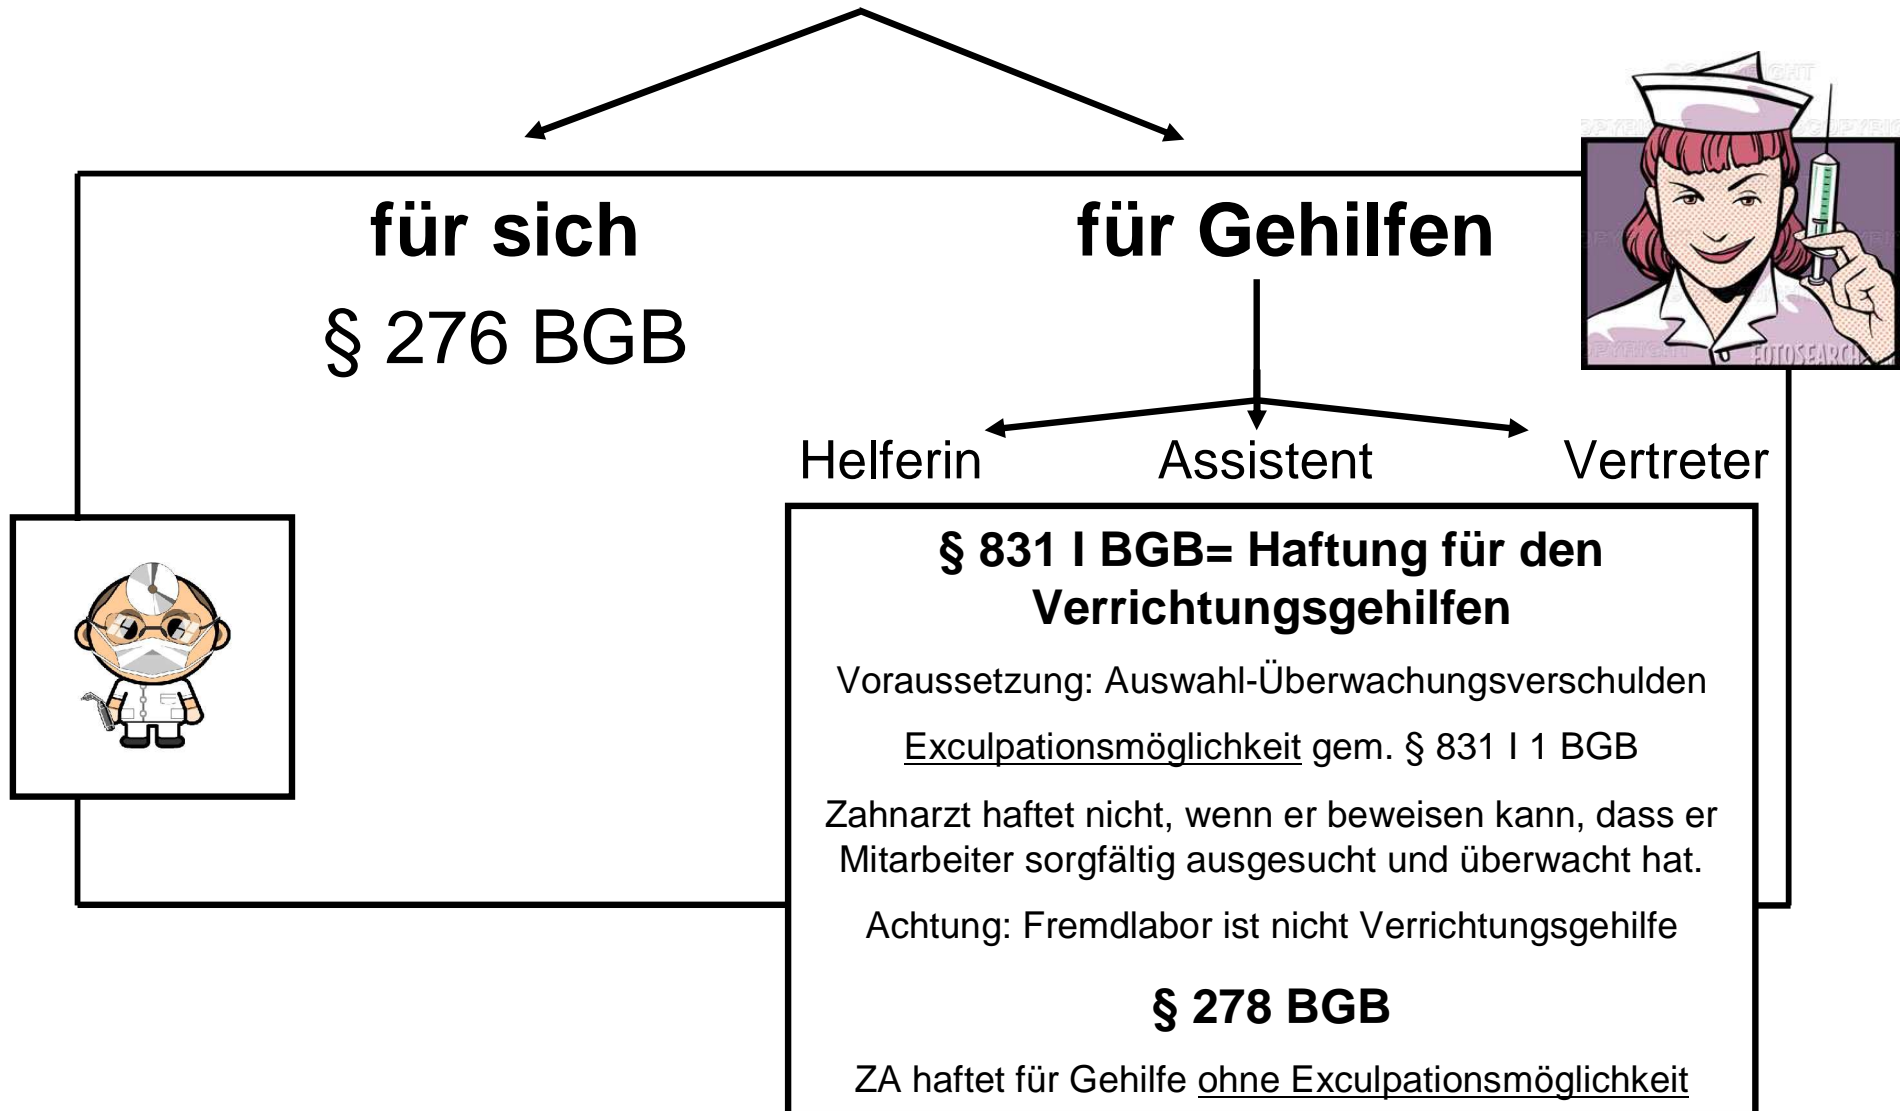 für sich
für Gehilfen
§ 276 BGB
Helferin
Assistent
Vertreter
§ 831 I BGB= Haftung für den
Verrichtungsgehilfen
Voraussetzung: Auswahl-Überwachungsverschulden
Exculpationsmöglichkeit gem. § 831 I 1 BGB
Zahnarzt haftet nicht, wenn er beweisen kann, dass er
Mitarbeiter sorgfältig ausgesucht und überwacht hat.
Achtung: Fremdlabor ist nicht Verrichtungsgehilfe
§ 278 BGB
ZA haftet für Gehilfe ohne Exculpationsmöglichkeit